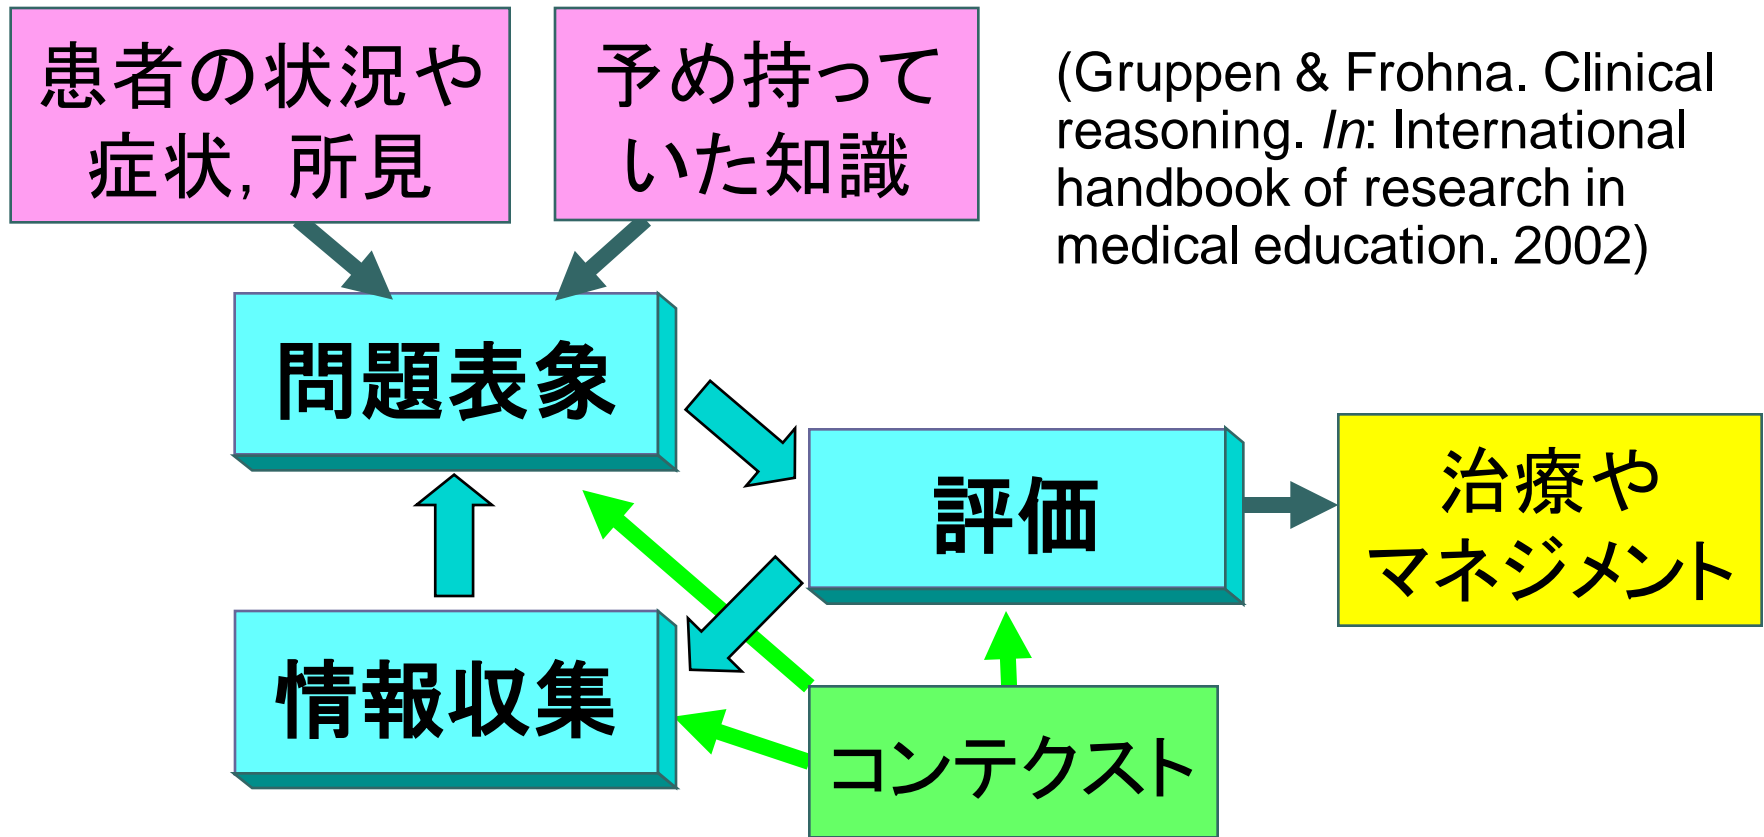 患者の状況や
症状, 所見
予め持って
いた知識
(Gruppen & Frohna. Clinical
reasoning. In: International
handbook of research in
medical education. 2002)
問題表象
評価
治療や
マネジメント
情報収集
コンテクスト